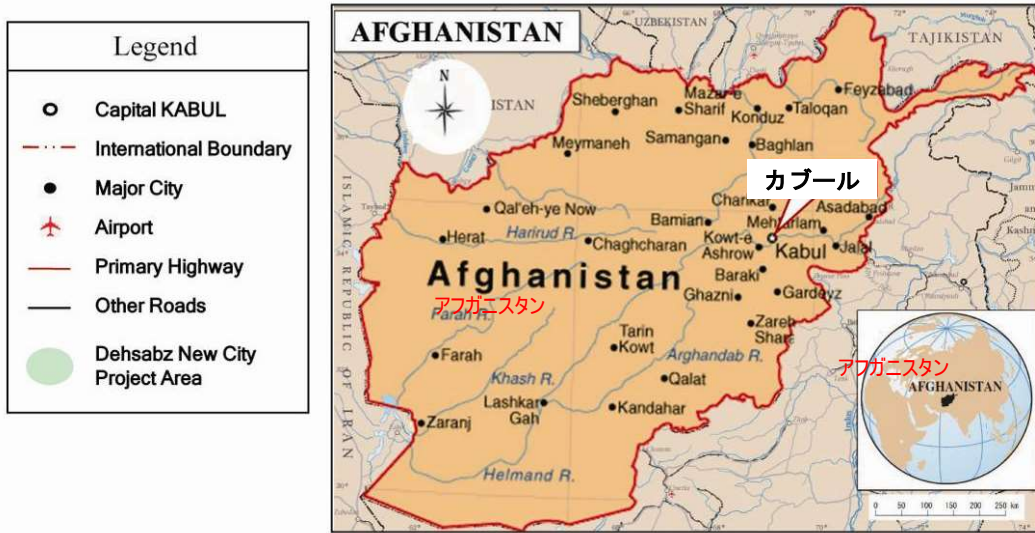 Legend
Capital KABUL
International Boundary
Major City
Airport
Primary Highway
Other Roads
Dehsabz New City
Project Area
AFGHANISTAN
UZBEKISTAN
TAJIKISTAN
N
ISTAN
Feyzabad
Mazar-e
Sharif
Sheberghan
Konduz
Taloqan
Meymaneh
Samangan
Baghlan
カブール
Charikar
Asadabad
Mehtarlam
Qal'eh-ye Now
Bamian
Harirud R.
Herat
Chaghcharan
Kowt-e
Ashrow
Kabul
Jalal
Afghanistan
アフガニスタン
Baraki
Ghazni
Gardeyz
Farah R.
Zareh
Shar
Tarin
Kowt
Farah
Arghandab R.
Khash R.
Qalat
Lashkar
Gah
Kandahar
Zaranj
Helmand R.
ISLAMIC REPUBLIC OF IRAN
アフガニスタン
AFGHANISTAN
0 50 100 150 200 250 km